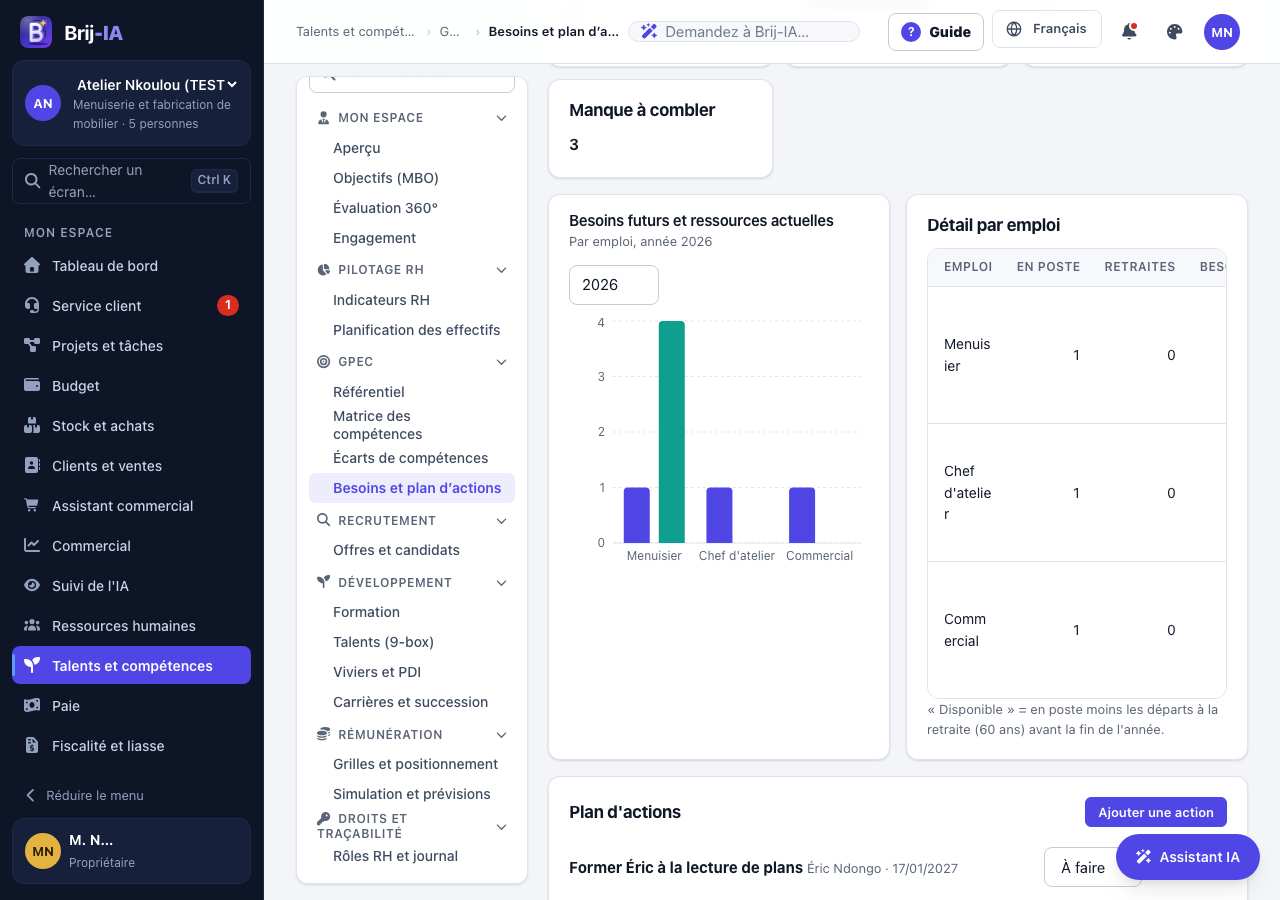 Brij-IA
AN
Atelier Nkoulou (TEST
Menuiserie et fabrication de
mobilier · 5 personnes
Rechercher un
écran...
Ctrl K
MON ESPACE
Tableau de bord
Service client
1
Projets et tâches
Budget
Stock et achats
Clients et ventes
Assistant commercial
Commercial
Suivi de l'IA
Ressources humaines
Talents et compétences
Paie
Fiscalité et liasse
Réduire le menu
MN
M. N...
Propriétaire
Talents et compét...
›
G...
›
Besoins et plan d'a...
Demandez à Brij-IA...
? Guide
Français
MN
MON ESPACE
Aperçu
Objectifs (MBO)
Évaluation 360°
Engagement
PILOTAGE RH
Indicateurs RH
Planification des effectifs
GPEC
Référentiel
Matrice des
compétences
Écarts de compétences
Besoins et plan d'actions
RECRUTEMENT
Offres et candidats
DÉVELOPPEMENT
Formation
Talents (9-box)
Viviers et PDI
Carrières et succession
RÉMUNÉRATION
Grilles et positionnement
Simulation et prévisions
DROITS ET
TRAÇABILITÉ
Rôles RH et journal
Manque à combler
3
Besoins futurs et ressources actuelles
Par emploi, année 2026
2026
4
3
2
1
0
Menuisier
Chef d'atelier
Commercial
Détail par emploi
EMPLOI
EN POSTE
RETRAITES
BES
Menuis
ier
1
0
Chef
d'atelie
r
1
0
Comm
ercial
1
0
« Disponible » = en poste moins les départs à la
retraite (60 ans) avant la fin de l'année.
Plan d'actions
Ajouter une action
Former Éric à la lecture de plans Éric Ndongo · 17/01/2027
À faire
Assistant IA